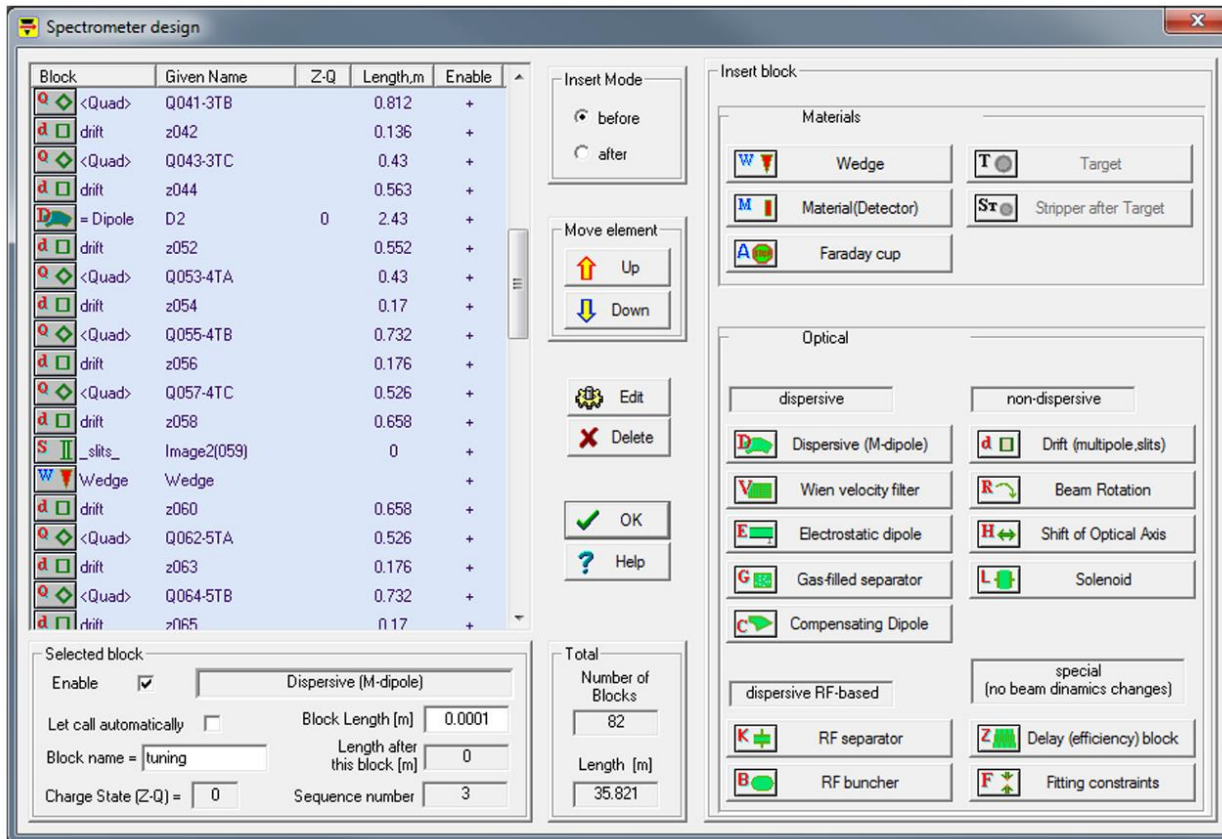 Spectrometer design
Block Given Name Z-Q Length,m Enable
Q <Quad> Q041-3TB 0.812 +
d drift z042 0.136 +
Q <Quad> Q043-3TC 0.43 +
d drift z044 0.563 +
D = Dipole D2 0 2.43 +
d drift z052 0.552 +
Q <Quad> Q053-4TA 0.43 +
d drift z054 0.17 +
Q <Quad> Q055-4TB 0.732 +
d drift z056 0.176 +
Q <Quad> Q057-4TC 0.526 +
d drift z058 0.658 +
S _slits_ Image2(059) 0 +
W Wedge Wedge +
d drift z060 0.658 +
Q <Quad> Q062-5TA 0.526 +
d drift z063 0.176 +
Q <Quad> Q064-5TB 0.732 +
d drift z065 0.17 +
Selected block
Enable Dispersive (M-dipole)
Let call automatically Block Length [m] 0.0001
Block name = tuning Length after
this block [m] 0
Charge State (Z-Q) = 0 Sequence number 3
Insert Mode
before
after
Move element
Up
Down
Edit
Delete
OK
Help
Total
Number of
Blocks
82
Length [m]
35.821
Insert block
Materials
W Wedge
T Target
M Material(Detector)
ST Stripper after Target
A Faraday cup
Optical
dispersive
non-dispersive
D Dispersive (M-dipole)
d Drift (multipole,slits)
V Wien velocity filter
R Beam Rotation
E Electrostatic dipole
H Shift of Optical Axis
G Gas-filled separator
L Solenoid
C Compensating Dipole
dispersive RF-based
special
(no beam dinamics changes)
K RF separator
Z Delay (efficiency) block
B RF buncher
F Fitting constraints